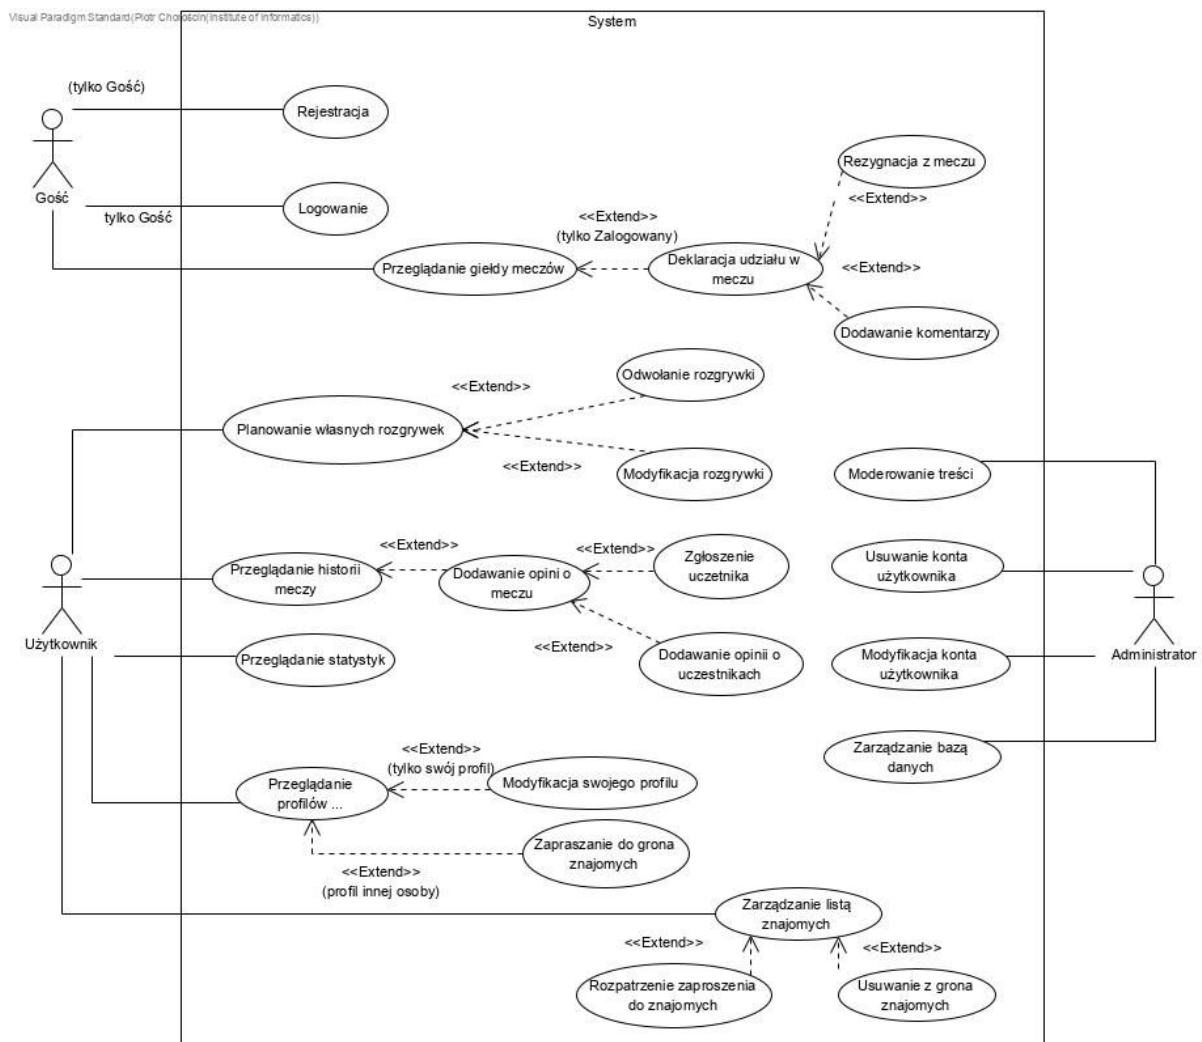 Visual Paradigm Standard(Piotr Chorościn(Institute of Informatics))
System
(tylko Gość)
Rejestracja
Gość
tylko Gość
Logowanie
Rezygnacja z meczu
<<Extend>>
<<Extend>>
(tylko Zalogowany)
Przeglądanie giełdy meczów
Deklaracja udziału w
meczu
<<Extend>>
Dodawanie komentarzy
Odwołanie rozgrywki
<<Extend>>
Planowanie własnych rozgrywek
<<Extend>>
Modyfikacja rozgrywki
Moderowanie treści
<<Extend>>
<<Extend>>
Przeglądanie historii
meczy
Dodawanie opini o
meczu
Zgłoszenie
uczetnika
Usuwanie konta
użytkownika
Użytkownik
<<Extend>>
Przeglądanie statystyk
Dodawanie opinii o
uczestnikach
Modyfikacja konta
użytkownika
Administrator
Zarządzanie bazą
danych
<<Extend>>
(tylko swój profil)
Przeglądanie
profilów ...
Modyfikacja swojego profilu
Zapraszanie do grona
znajomych
<<Extend>>
(profil innej osoby)
Zarządzanie listą
znajomych
<<Extend>>
<<Extend>>
Rozpatrzenie zaproszenia
do znajomych
Usuwanie z grona
znajomych